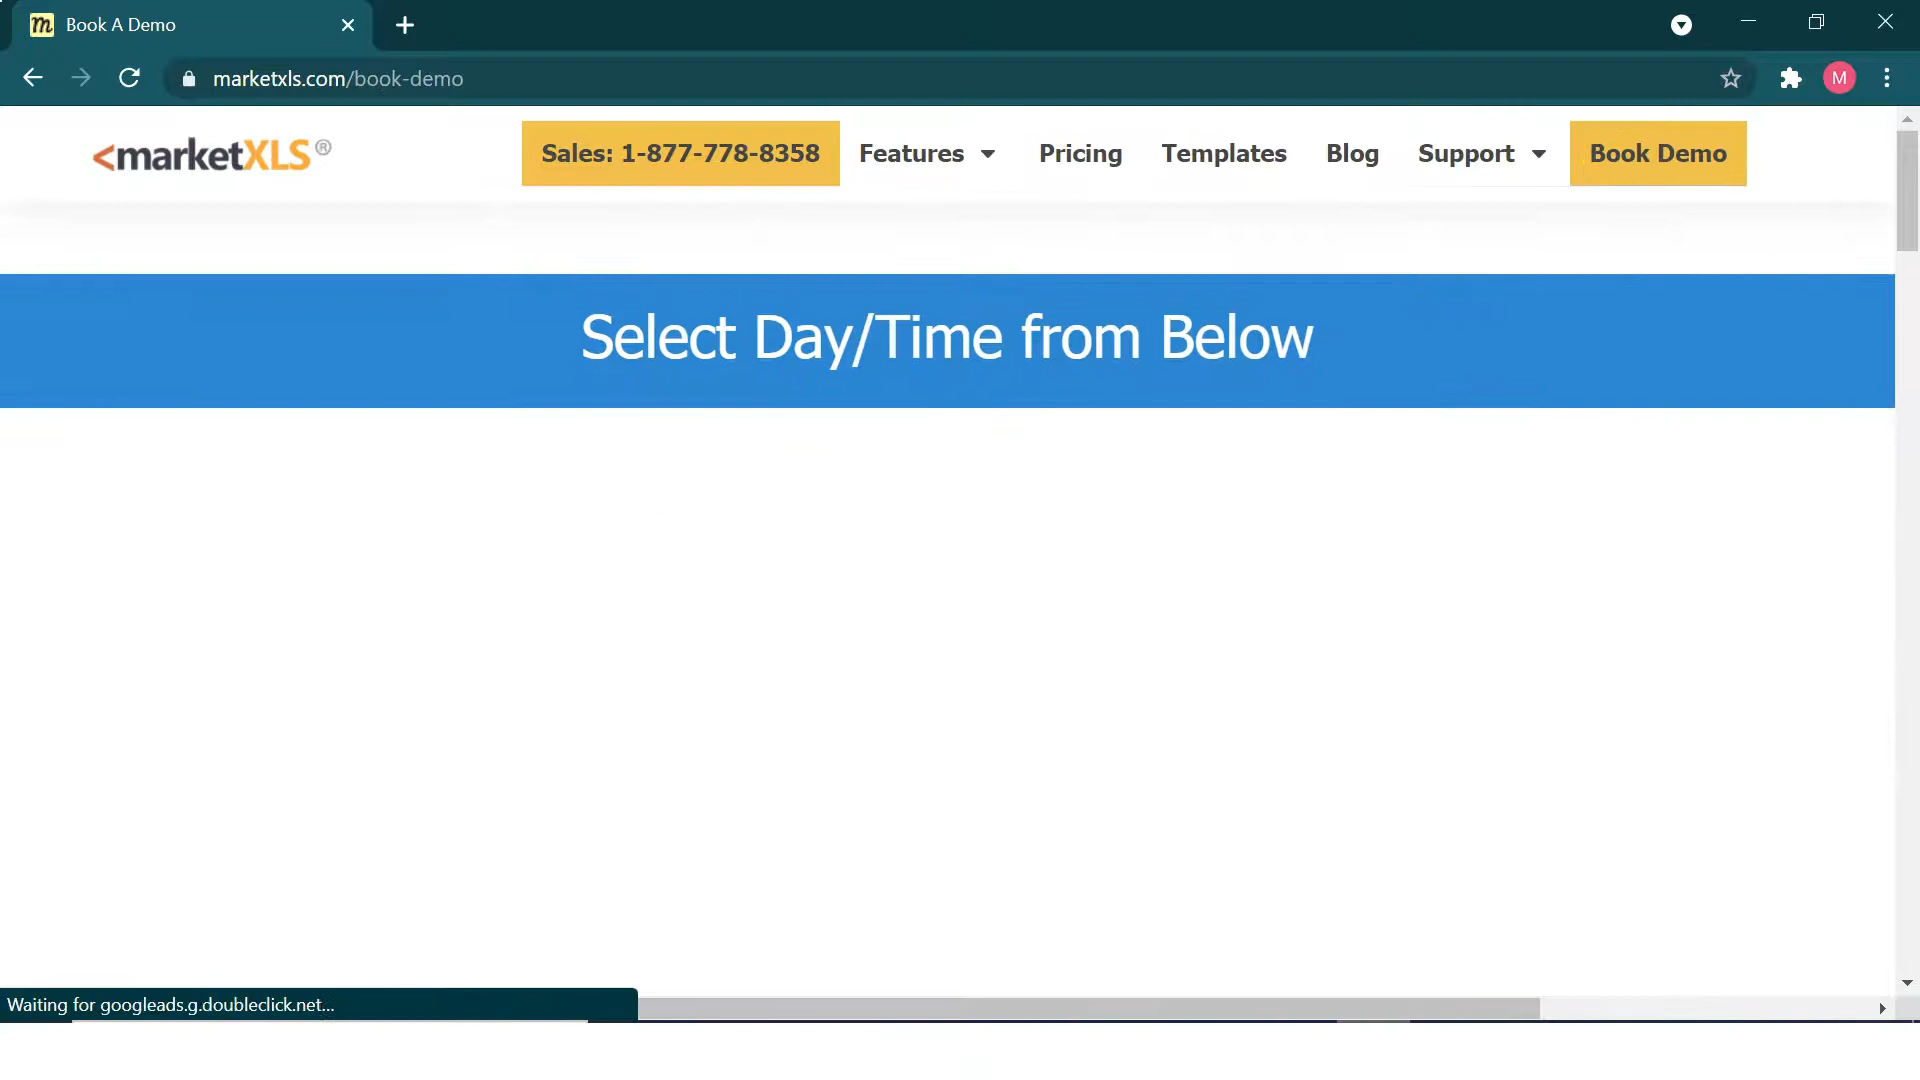 Book A Demo
marketxls.com/book-demo
M
<marketXLS®
Sales: 1-877-778-8358
Features
Pricing
Templates
Blog
Support
Book Demo
Select Day/Time from Below
Waiting for googleads.g.doubleclick.net...